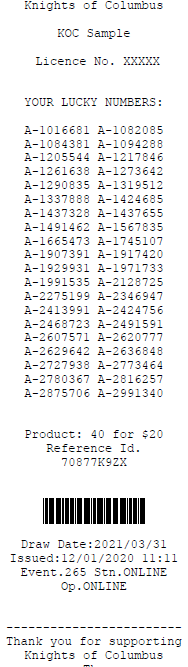 Knights of Columbus
KOC Sample
Licence No. XXXXX
YOUR LUCKY NUMBERS:
A-1016681 A-1082085
A-1084381 A-1094288
A-1205544 A-1217846
A-1261638 A-1273642
A-1290835 A-1319512
A-1337888 A-1424685
A-1437328 A-1437655
A-1491462 A-1567835
A-1665473 A-1745107
A-1907391 A-1917420
A-1929931 A-1971733
A-1991535 A-2128725
A-2275199 A-2346947
A-2413991 A-2424756
A-2468723 A-2491591
A-2607571 A-2620777
A-2629642 A-2636848
A-2727938 A-2773464
A-2780367 A-2816257
A-2875706 A-2991340
Product: 40 for $20
Reference Id.
70877K9ZX
Draw Date:2021/03/31
Issued:12/01/2020 11:11
Event.265 Stn.ONLINE
Op.ONLINE
------------------------
Thank you for supporting
Knights of Columbus